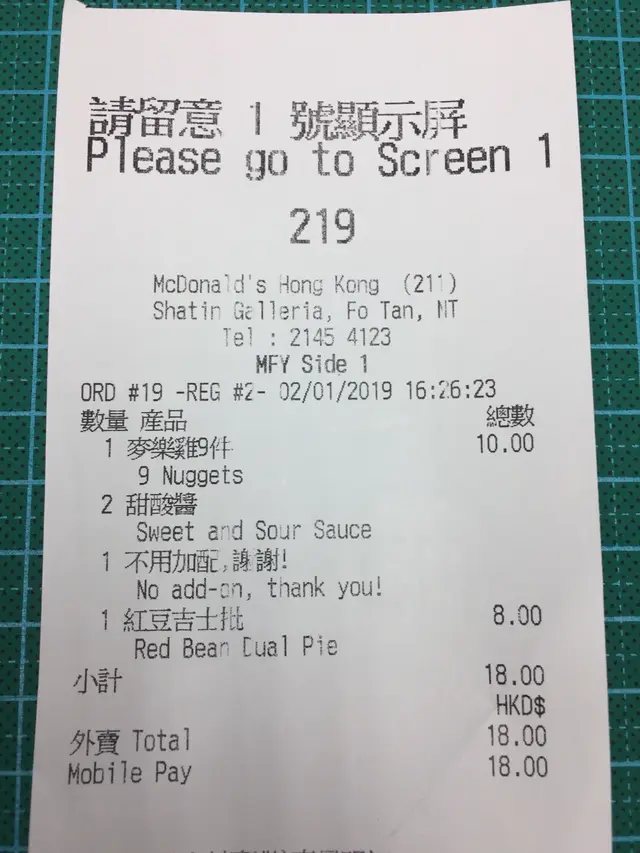 請留意 1 號顯示屏
Please go to Screen 1
219
McDonald's Hong Kong (211)
Shatin Galleria, Fo Tan, NT
Tel : 2145 4123
MFY Side 1
ORD #19 -REG #2- 02/01/2019 16:26:23
數量 產品 總數
1 麥樂雞9件 10.00
9 Nuggets
2 甜酸醬
Sweet and Sour Sauce
1 不用加配,謝謝!
No add-on, thank you!
1 紅豆吉士批 8.00
Red Bean Dual Pie
小計 18.00
HKD$
外賣 Total 18.00
Mobile Pay 18.00